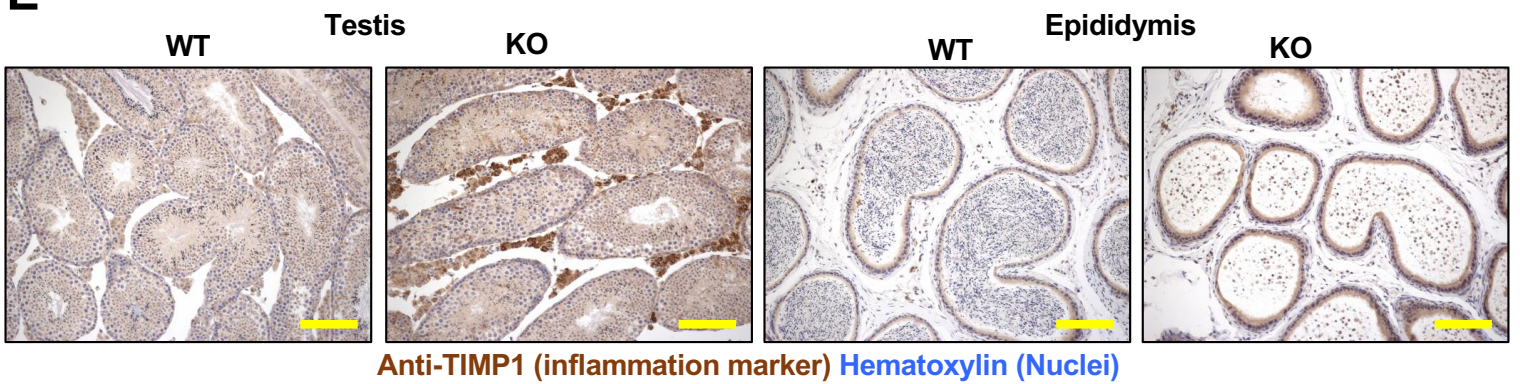 E
Testis
Epididymis
WT
KO
WT
KO
Anti-TIMP1 (inflammation marker) Hematoxylin (Nuclei)